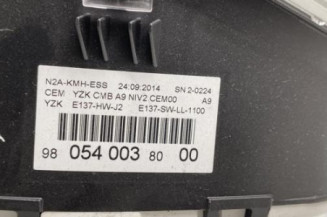 N2A-KMH-ESS 24:09:2014 SN 2-0224
CEM YZK CMB A9 NIV2 CEM00 A9
YZK E137-HW-J2 E137-SW-LL-1100
98 054 003 80 00